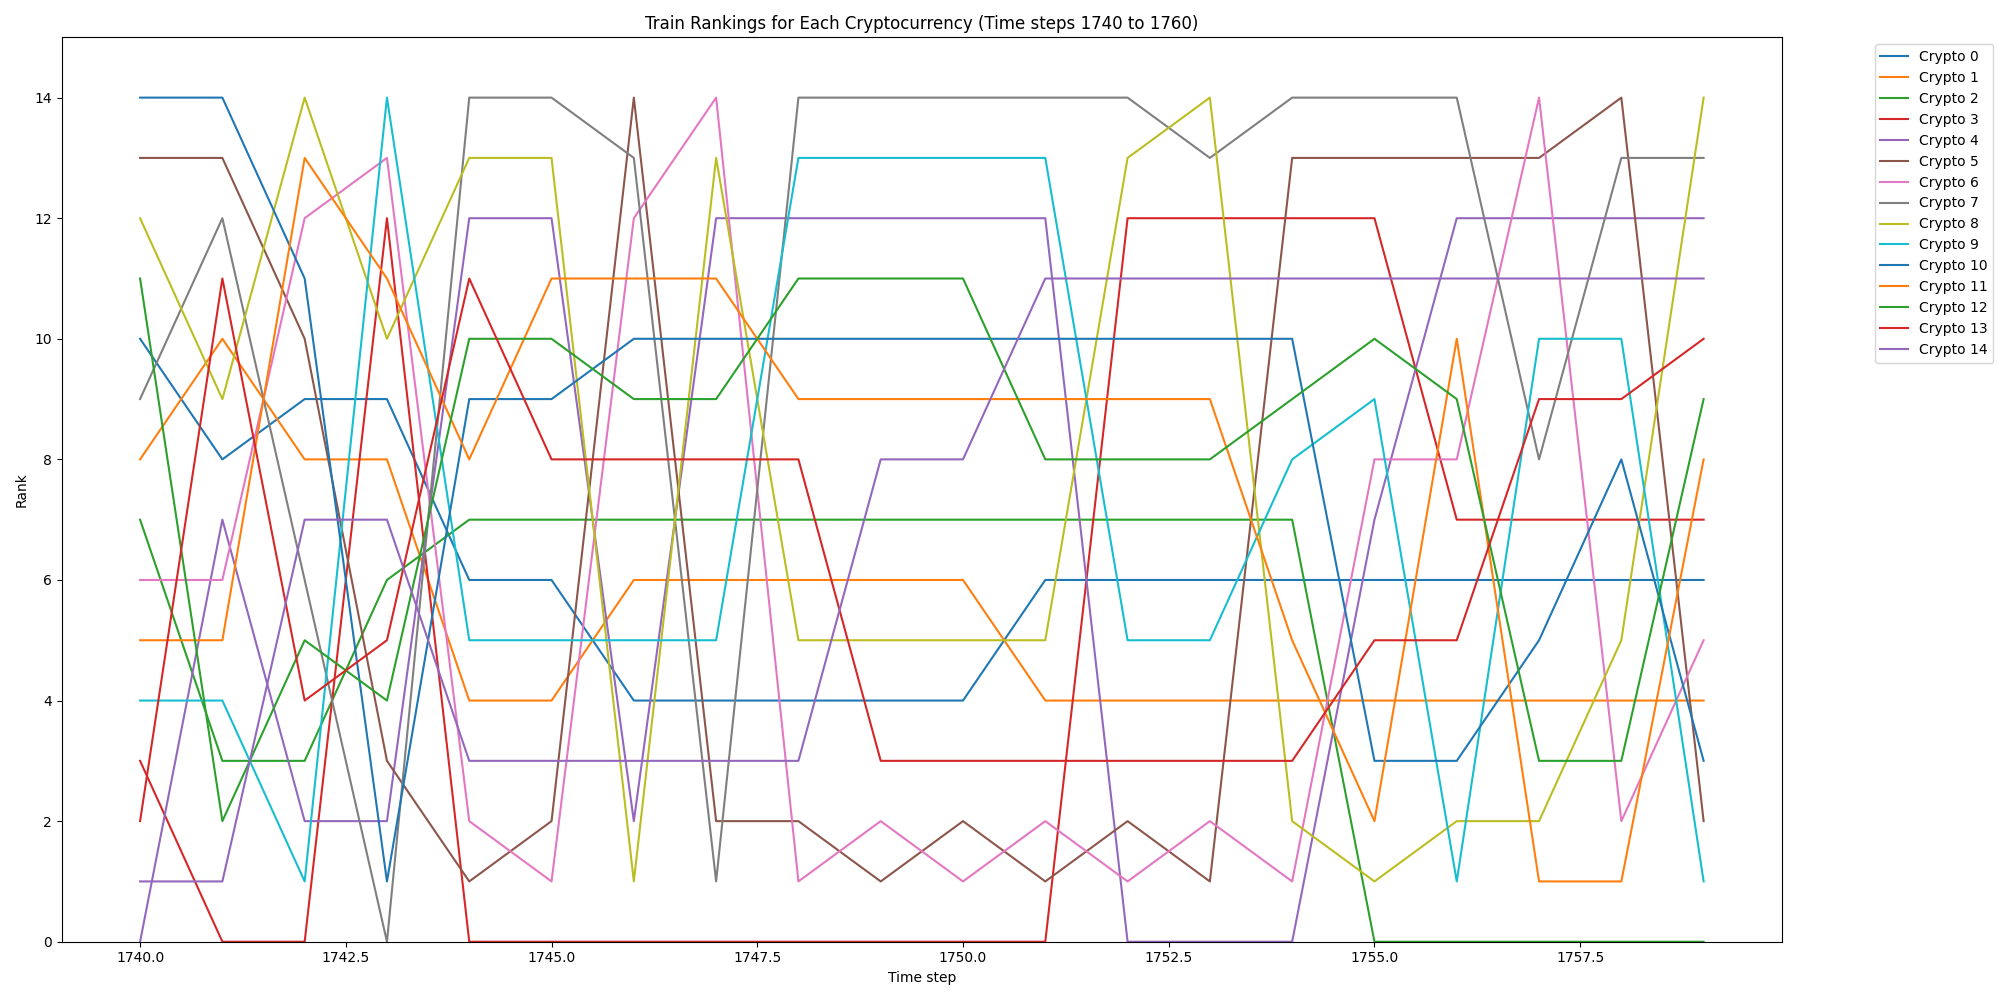 Train Rankings for Each Cryptocurrency (Time steps 1740 to 1760)
Rank
14
12
10
8
6
4
2
0
1740.0 1742.5 1745.0 1747.5 1750.0 1752.5 1755.0 1757.5
Time step
Crypto 0
Crypto 1
Crypto 2
Crypto 3
Crypto 4
Crypto 5
Crypto 6
Crypto 7
Crypto 8
Crypto 9
Crypto 10
Crypto 11
Crypto 12
Crypto 13
Crypto 14